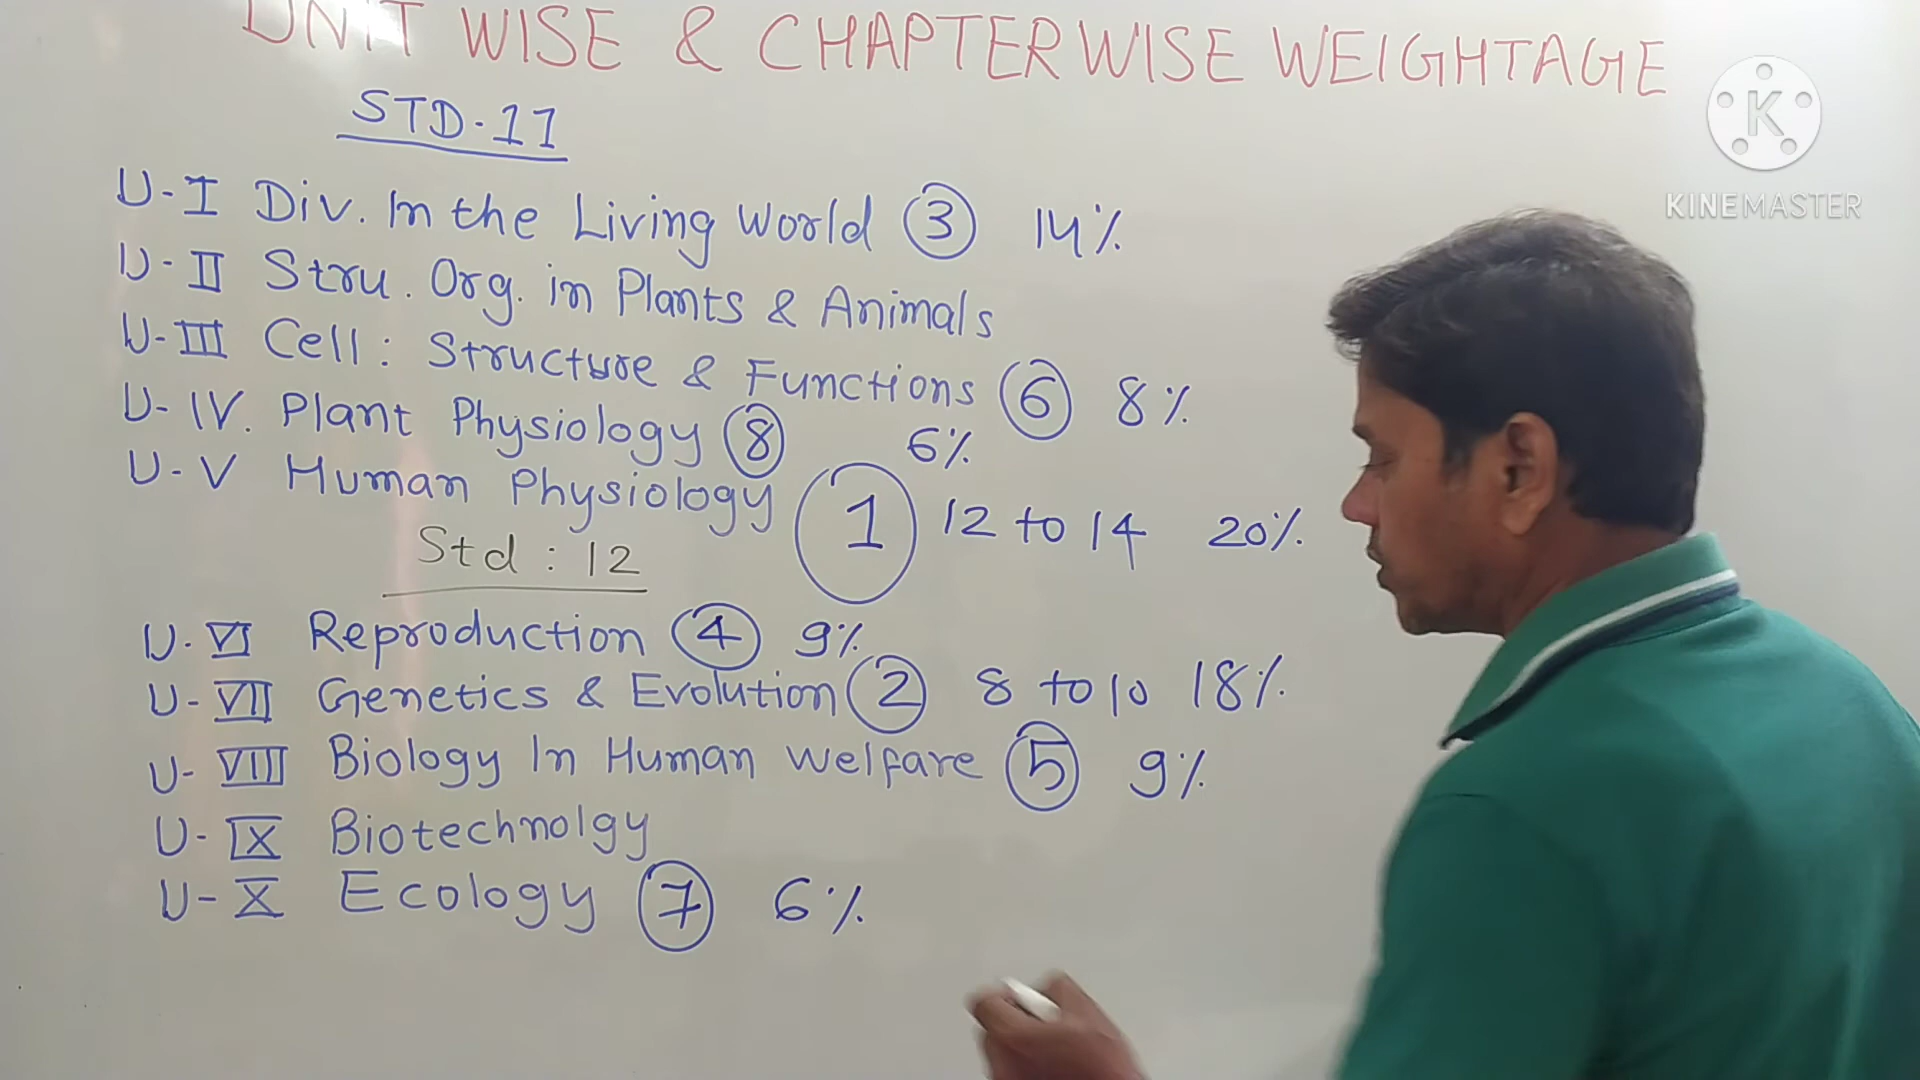 UNIT WISE & CHAPTERWISE WEIGHTAGE
STD-11
K
KINEMASTER
U-I Div. In the Living World 3 14%
U-II Stru. Org. in Plants & Animals
U-III Cell: Structure & Functions 6 8%
U-IV. Plant Physiology 8 6%
U-V Human Physiology 1 12 to 14 20%
Std: 12
U-VI Reproduction 4 9%
U-VII Genetics & Evolution 2 8 to 10 18%
U-VIII Biology In Human Welfare 5 9%
U-IX Biotechnolgy
U-X Ecology 7 6%